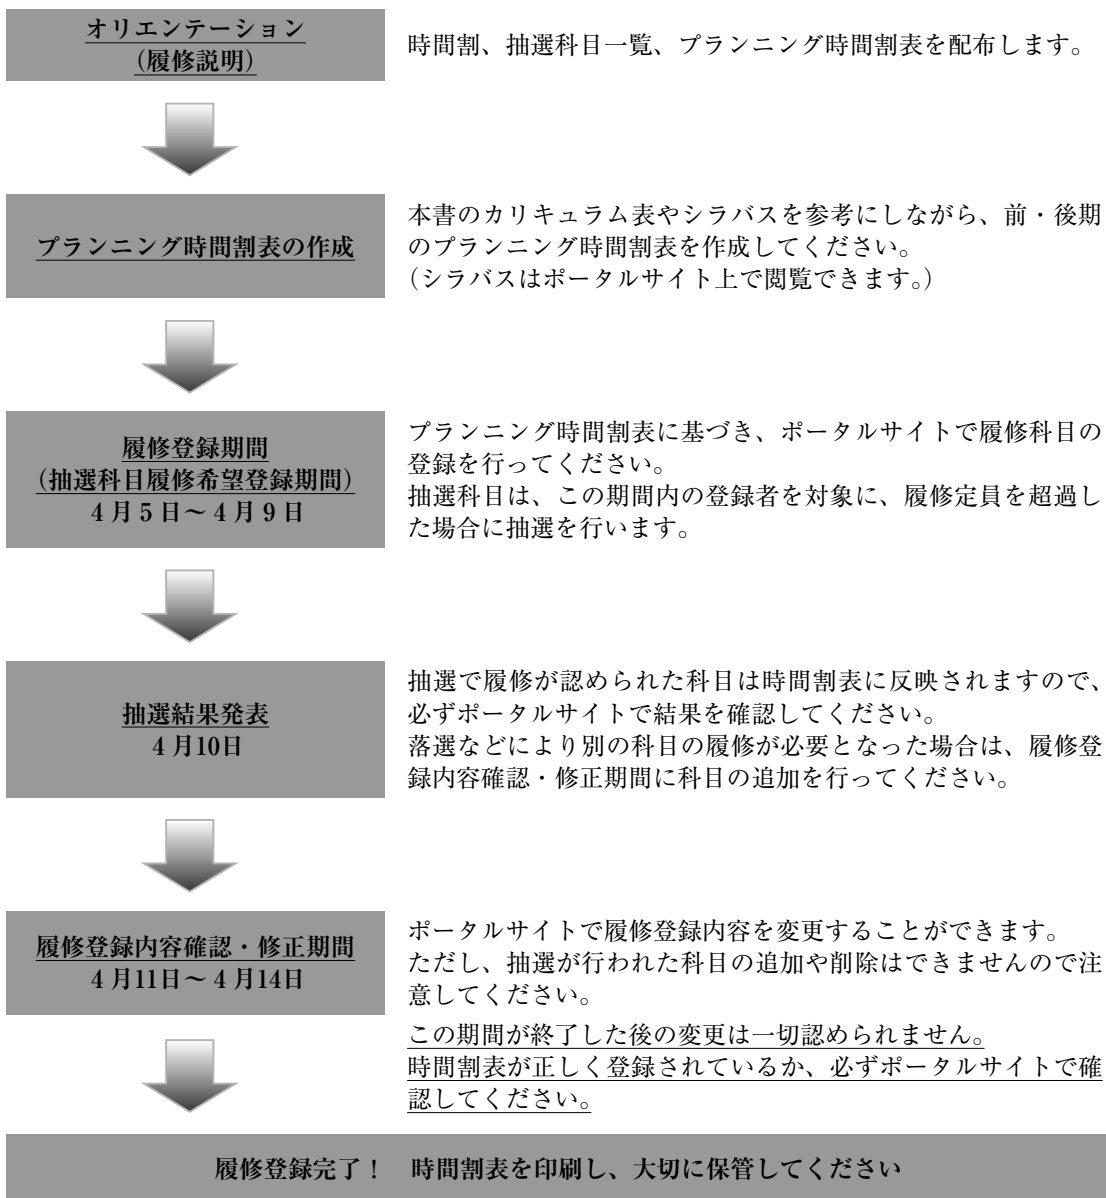 オリエンテーション
（履修説明）
時間割、抽選科目一覧、プランニング時間割表を配布します。
プランニング時間割表の作成
本書のカリキュラム表やシラバスを参考にしながら、前・後期
のプランニング時間割表を作成してください。
（シラバスはポータルサイト上で閲覧できます。）
履修登録期間
（抽選科目履修希望登録期間）
4月5日～4月9日
プランニング時間割表に基づき、ポータルサイトで履修科目の
登録を行ってください。
抽選科目は、この期間内の登録者を対象に、履修定員を超過し
た場合に抽選を行います。
抽選結果発表
4月10日
抽選で履修が認められた科目は時間割表に反映されますので、
必ずポータルサイトで結果を確認してください。
落選などにより別の科目の履修が必要となった場合は、履修登
録内容確認・修正期間に科目の追加を行ってください。
履修登録内容確認・修正期間
4月11日～4月14日
ポータルサイトで履修登録内容を変更することができます。
ただし、抽選が行われた科目の追加や削除はできませんので注
意してください。
この期間が終了した後の変更は一切認められません。
時間割表が正しく登録されているか、必ずポータルサイトで確
認してください。
履修登録完了！　時間割表を印刷し、大切に保管してください